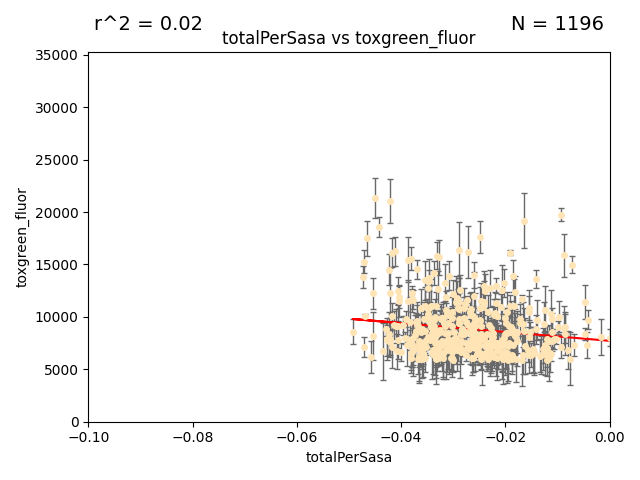 r^2 = 0.02
N = 1196
totalPerSasa vs toxgreen_fluor
35000
30000
25000
20000
15000
10000
5000
0
toxgreen_fluor
−0.10
−0.08
−0.06
−0.04
−0.02
0.00
totalPerSasa